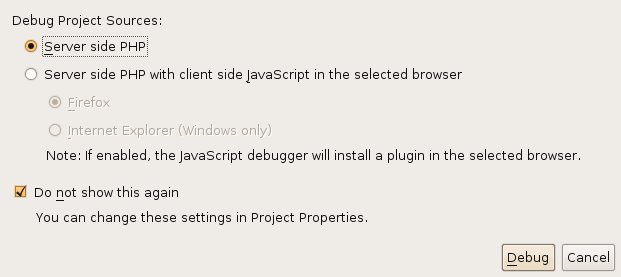 Debug Project Sources:
Server side PHP
Server side PHP with client side JavaScript in the selected browser
Firefox
Internet Explorer (Windows only)
Note: If enabled, the JavaScript debugger will install a plugin in the selected browser.
Do not show this again
You can change these settings in Project Properties.
Debug Cancel